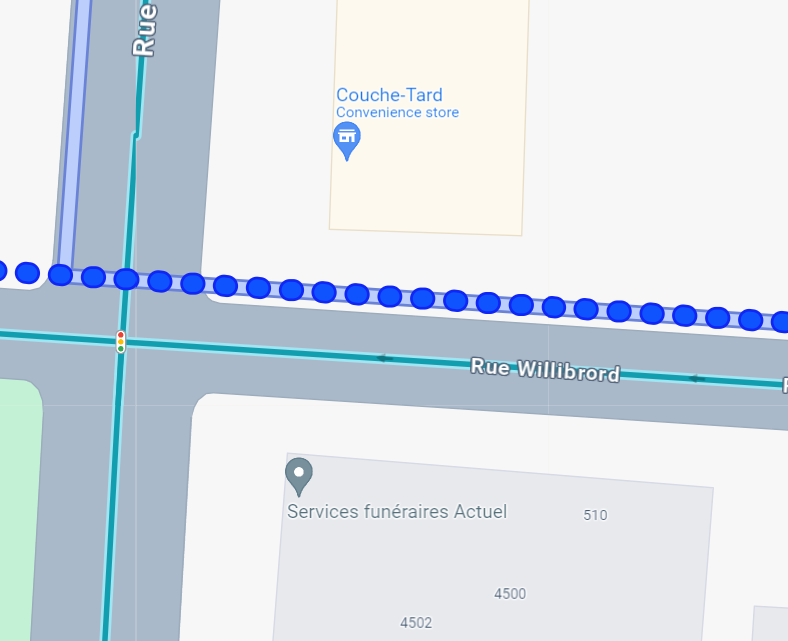 Rue
Couche-Tard
Convenience store
Rue Willibrord
Services funéraires Actuel
510
4500
4502